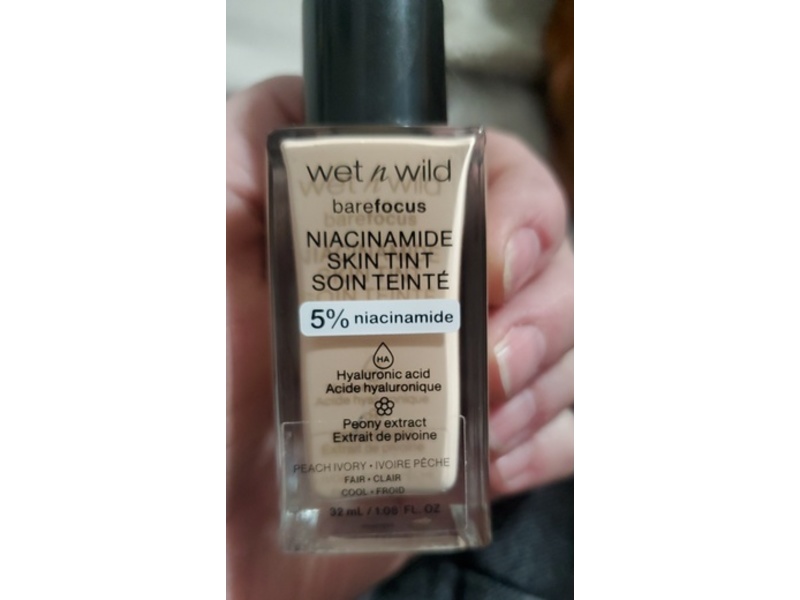 wet n wild
barefocus
NIACINAMIDE
SKIN TINT
SOIN TEINTÉ
5% niacinamide
HA
Hyaluronic acid
Acide hyaluronique
Peony extract
Extrait de pivoine
PEACH IVORY • IVOIRE PÊCHE
FAIR • CLAIR
COOL • FROID
32 mL / 1.08 FL. OZ